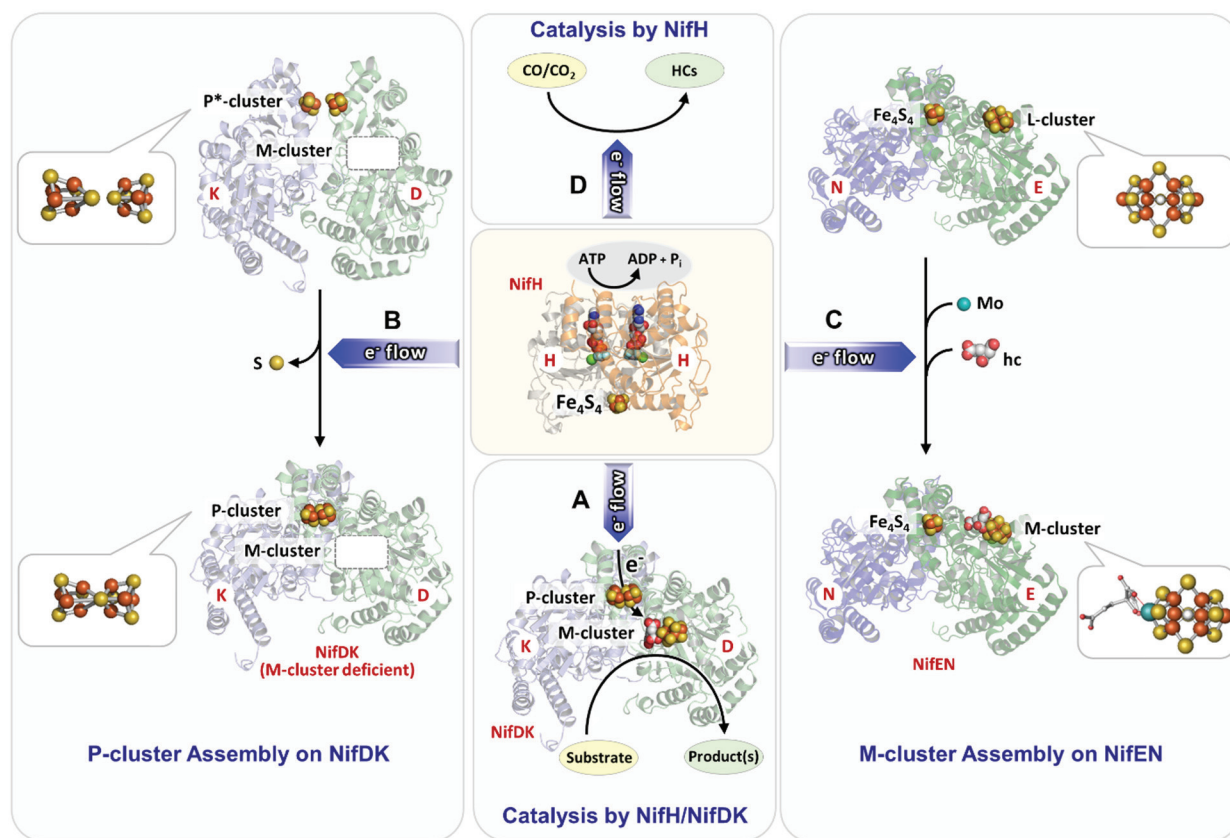 P*-cluster
M-cluster
K
D
S
B
e⁻ flow
P-cluster
M-cluster
K
D
NifDK
(M-cluster deficient)
P-cluster Assembly on NifDK
Catalysis by NifH
CO/CO₂
HCs
D
e⁻ flow
ATP
ADP + Pᵢ
NifH
H
H
Fe₄S₄
A
e⁻ flow
e⁻
P-cluster
M-cluster
K
D
NifDK
Substrate
Product(s)
Catalysis by NifH/NifDK
Fe₄S₄
L-cluster
N
E
C
Mo
e⁻ flow
hc
Fe₄S₄
M-cluster
N
E
NifEN
M-cluster Assembly on NifEN